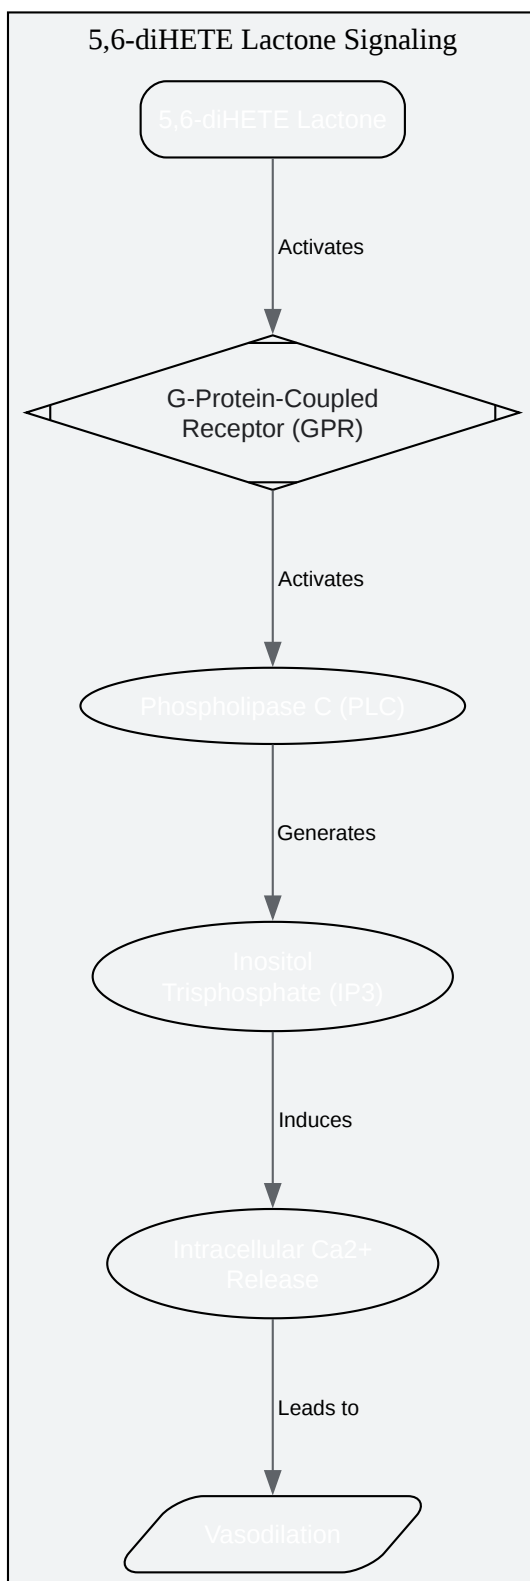 5,6-diHETE Lactone Signaling
5,6-diHETE Lactone
Activates
G-Protein-Coupled
Receptor (GPR)
Activates
Phospholipase C (PLC)
Generates
Inositol
Trisphosphate (IP3)
Induces
Intracellular Ca2+
Release
Leads to
Vasodilation